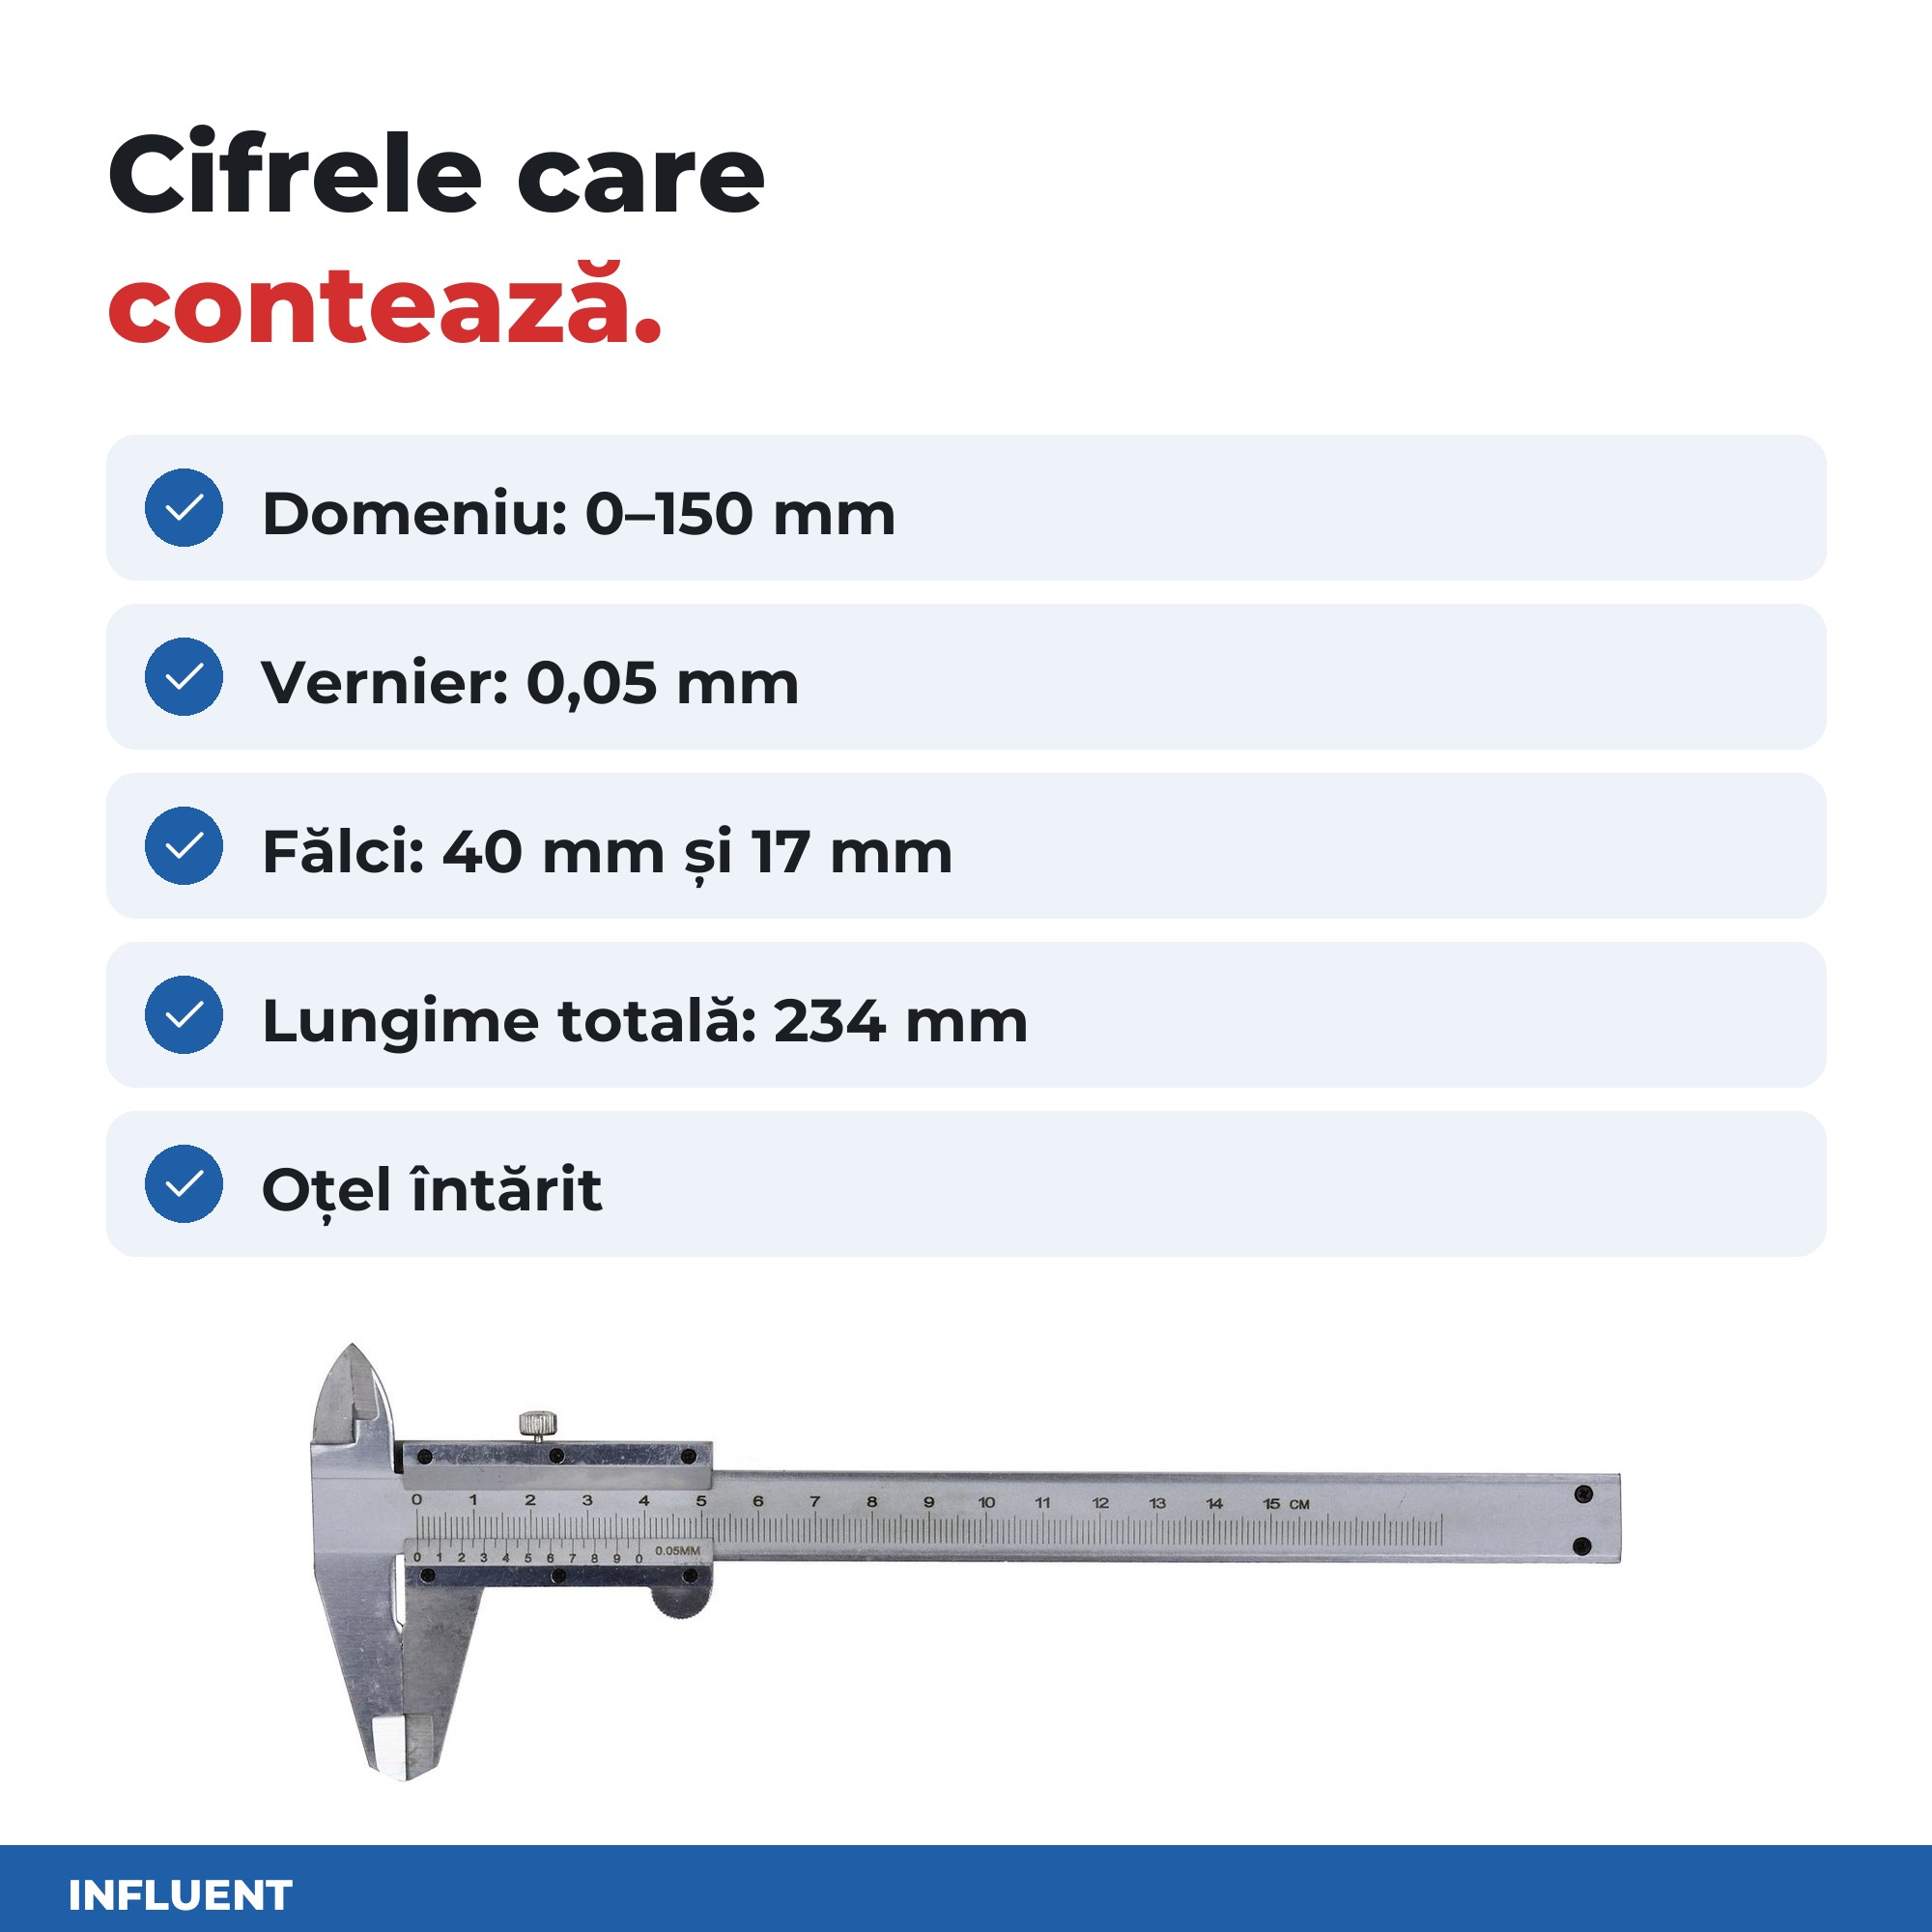 Cifrele care
contează.
Domeniu: 0–150 mm
Vernier: 0,05 mm
Fălci: 40 mm și 17 mm
Lungime totală: 234 mm
Oțel întărit
0 1 2 3 4 5 6 7 8 9 10 11 12 13 14 15 CM
0 1 2 3 4 5 6 7 8 9 0 0.05MM
INFLUENT